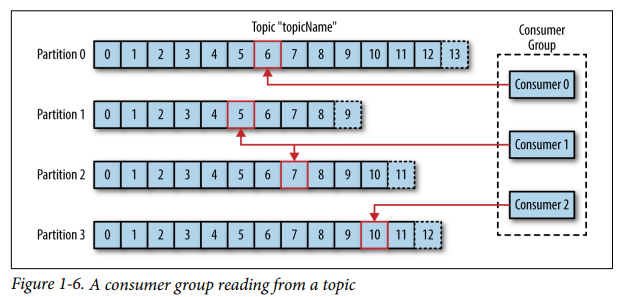 Topic "topicName"
Consumer
Group
Partition 0
0 1 2 3 4 5 6 7 8 9 10 11 12 13
Consumer 0
Partition 1
0 1 2 3 4 5 6 7 8 9
Consumer 1
Partition 2
0 1 2 3 4 5 6 7 8 9 10 11
Consumer 2
Partition 3
0 1 2 3 4 5 6 7 8 9 10 11 12
Figure 1-6. A consumer group reading from a topic